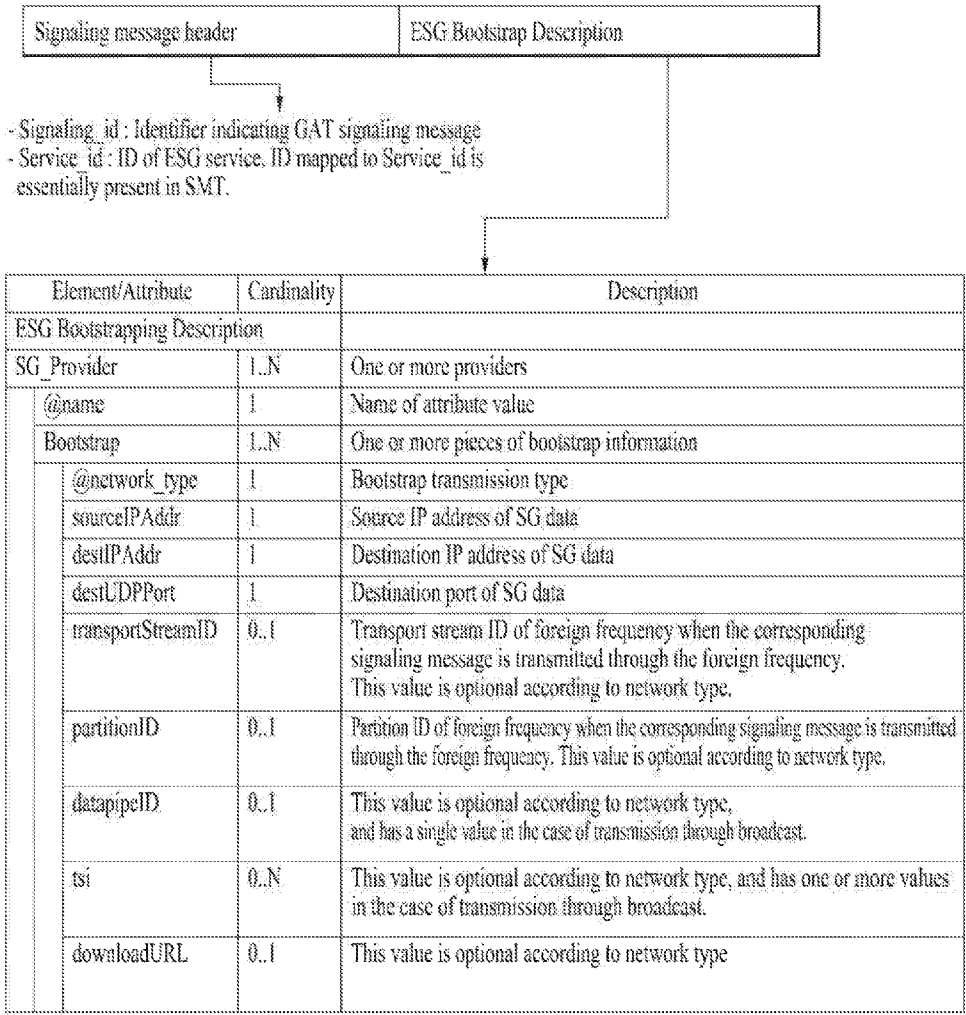 Signaling message header
ESG Bootstrap Description
- Signaling_id : Identifier indicating GAT signaling message
- Service_id : ID of ESG service. ID mapped to Service_id is
essentially present in SMT.
Element/Attribute Cardinality Description
ESG Bootstrapping Description
SG_Provider 1..N One or more providers
@name 1 Name of attribute value
Bootstrap 1..N One or more pieces of bootstrap information
@network_type 1 Bootstrap transmission type
sourceIPAddr 1 Source IP address of SG data
destIPAddr 1 Destination IP address of SG data
destUDPPort 1 Destination port of SG data
transportStreamID 0..1 Transport stream ID of foreign frequency when the corresponding
signaling message is transmitted through the foreign frequency.
This value is optional according to network type.
partitionID 0..1 Partition ID of foreign frequency when the corresponding signaling message is transmitted
through the foreign frequency. This value is optional according to network type.
datapipeID 0..1 This value is optional according to network type,
and has a single value in the case of transmission through broadcast.
tsi 0..N This value is optional according to network type, and has one or more values
in the case of transmission through broadcast.
downloadURL 0..1 This value is optional according to network type